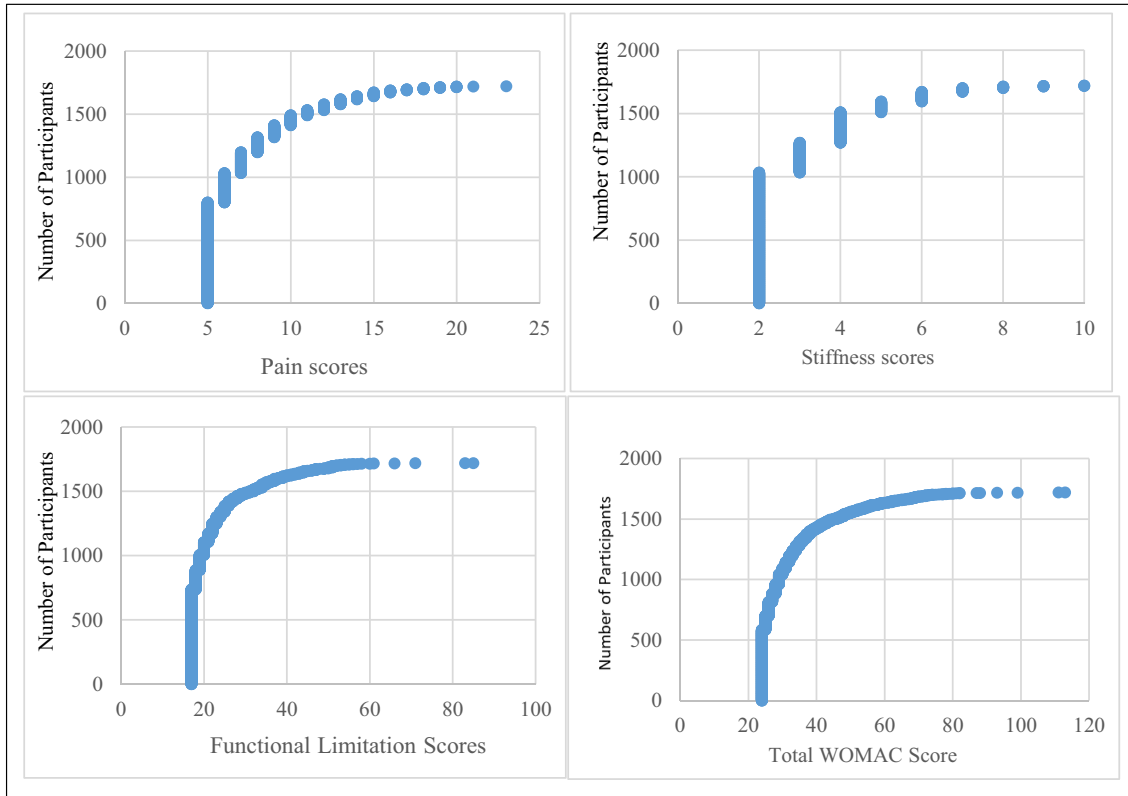 Number of Participants
2000
1500
1000
500
0
0 5 10 15 20 25
Pain scores
Number of Participants
2000
1500
1000
500
0
0 2 4 6 8 10
Stiffness scores
Number of Participants
2000
1500
1000
500
0
0 20 40 60 80 100
Functional Limitation Scores
Number of Participants
2000
1500
1000
500
0
0 20 40 60 80 100 120
Total WOMAC Score